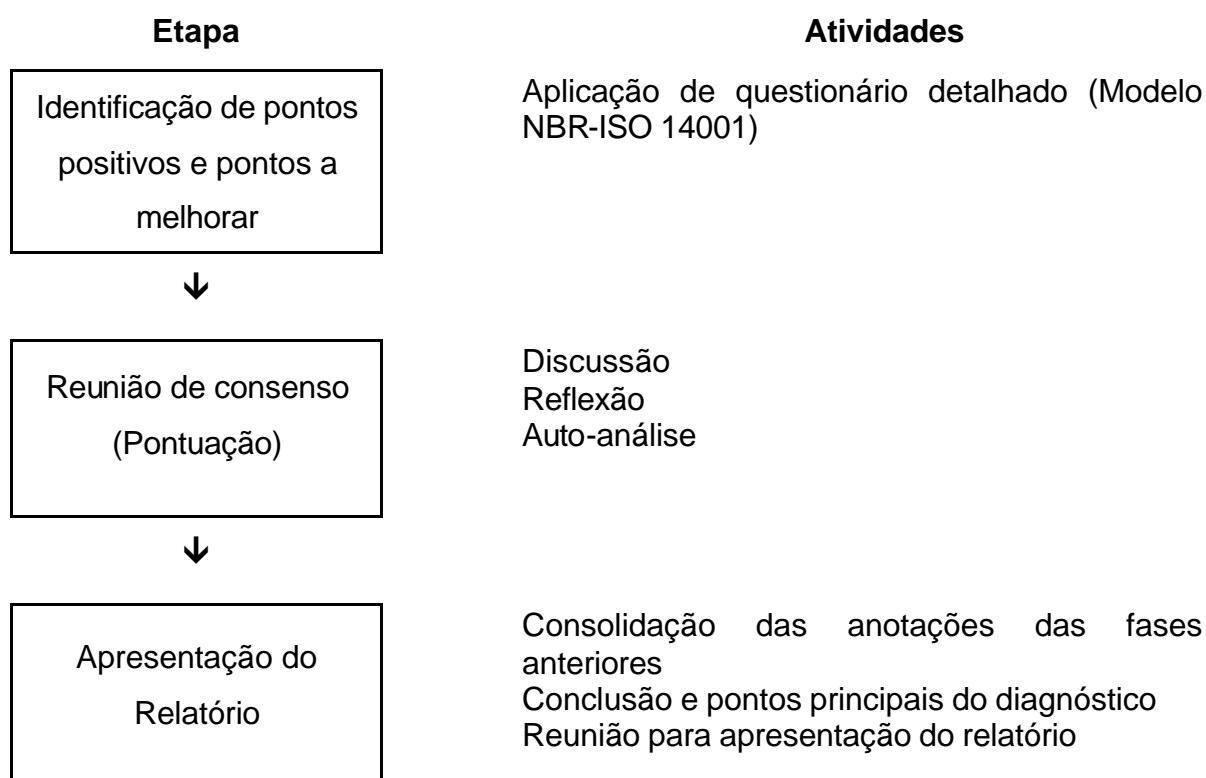 Etapa
Atividades
Identificação de pontos
positivos e pontos a
melhorar
Aplicação de questionário detalhado (Modelo
NBR-ISO 14001)
Reunião de consenso
(Pontuação)
Discussão
Reflexão
Auto-análise
Apresentação do
Relatório
Consolidação das anotações das fases
anteriores
Conclusão e pontos principais do diagnóstico
Reunião para apresentação do relatório